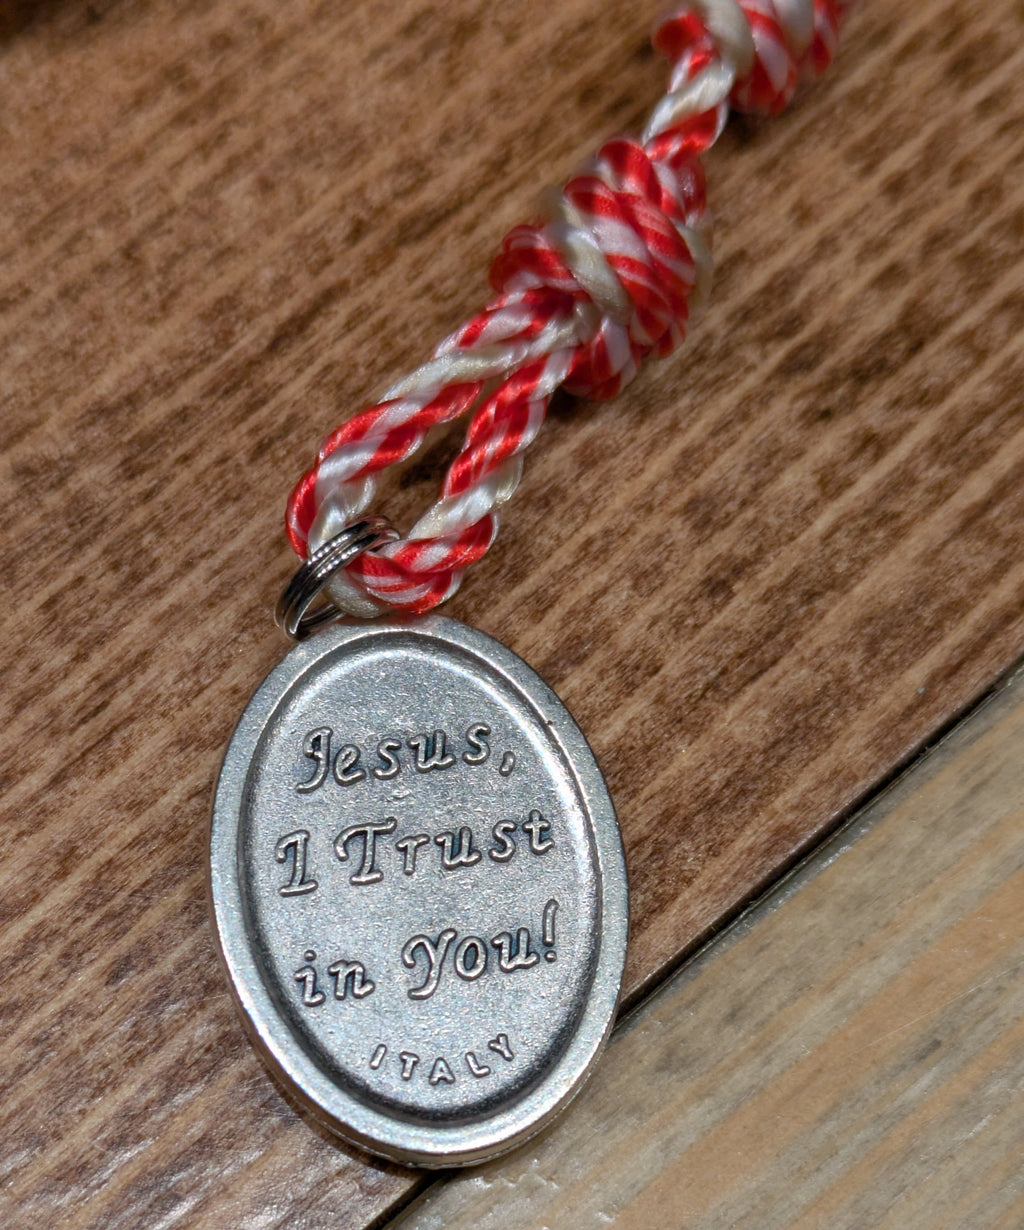 Jesus,
I Trust
in You!
ITALY